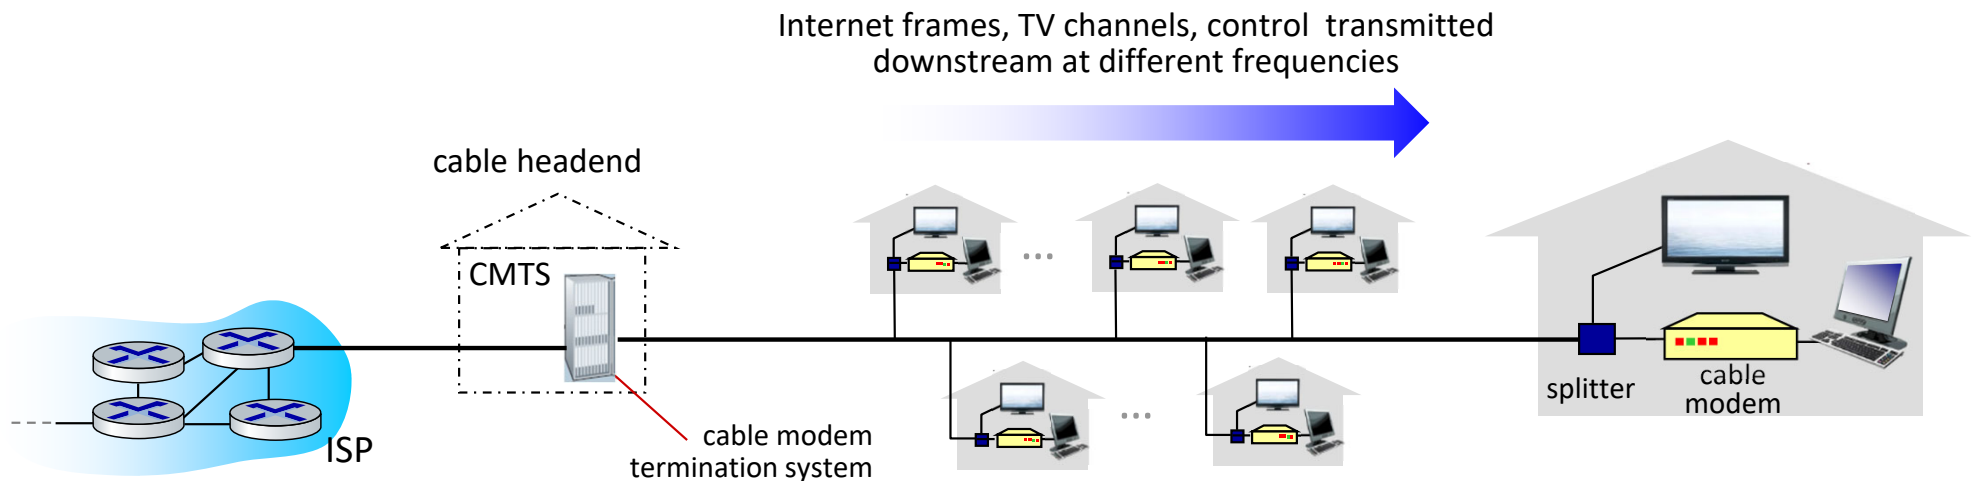 Internet frames, TV channels, control  transmitted
downstream at different frequencies
cable headend
CMTS
ISP
cable modem
termination system
splitter
cable
modem